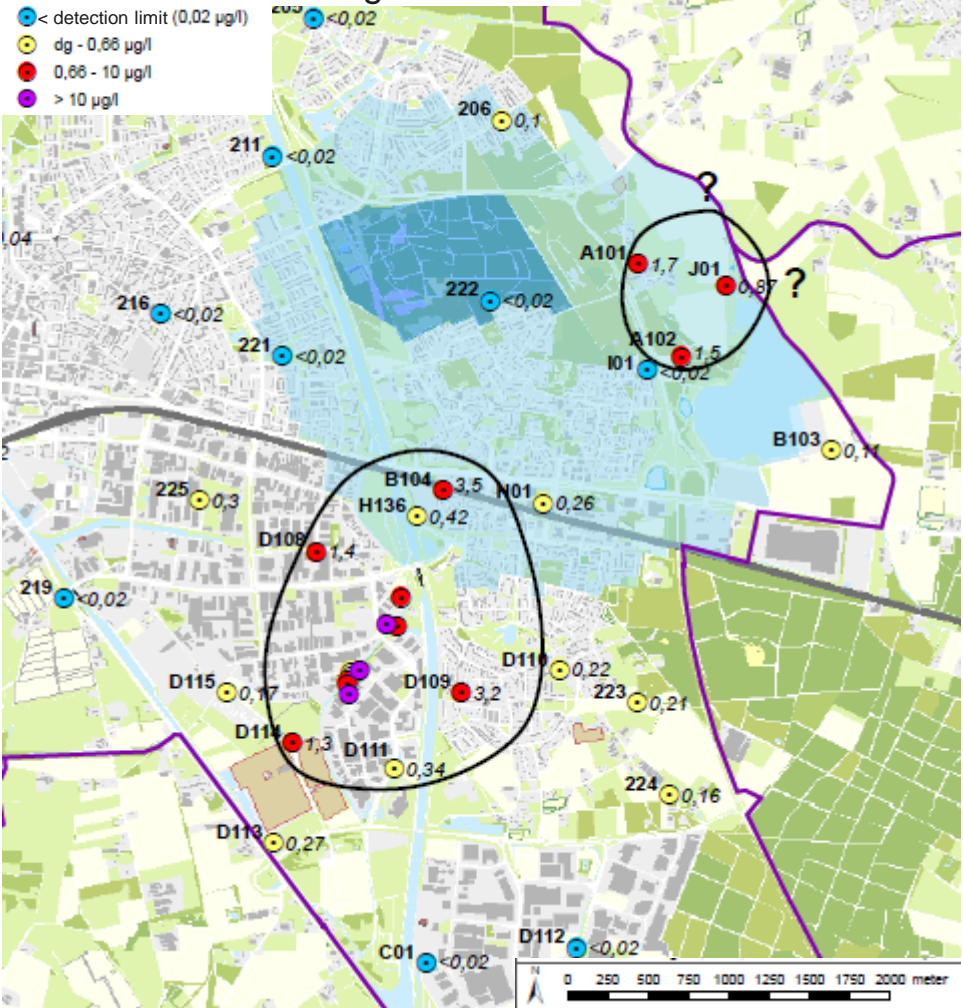 < detection limit (0,02 µg/l)
dg - 0,66 µg/l
0,66 - 10 µg/l
> 10 µg/l
<0,02
206 0,1
211 <0,02
?
,04
A101 1,7
J01 0,87
?
216 <0,02
222 <0,02
221 <0,02
A102 1,5
I01 <0,02
B103 0,11
2
225 0,3
B104 3,5
H136 0,42
H01 0,26
D108 1,4
219 <0,02
D115 0,17
D109 3,2
D110 0,22
223 0,21
D114 1,3
D111 0,34
224 0,16
D113 0,27
C01 <0,02
D112 <0,02
N
0 250 500 750 1000 1250 1500 1750 2000 meter